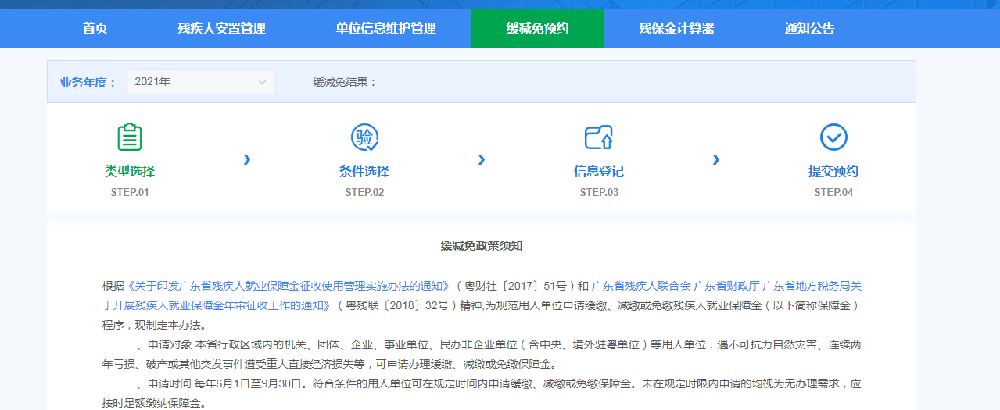 首页 残疾人安置管理 单位信息维护管理 缓减免预约 残保金计算器 通知公告
业务年度： 2021年 缓减免结果：
验
类型选择 条件选择 信息登记 提交预约
STEP.01 STEP.02 STEP.03 STEP.04
缓减免政策须知
根据《关于印发广东省残疾人就业保障金征收使用管理实施办法的通知》（粤财社〔2017〕51号）和 广东省残疾人联合会 广东省财政厅 广东省地方税务局关
于开展残疾人就业保障金年审征收工作的通知》（粤残联〔2018〕32号）精神,为规范用人单位申请缓缴、减缴或免缴残疾人就业保障金（以下简称保障金）
程序，现制定本办法。
一、申请对象 本省行政区域内的机关、团体、企业、事业单位、民办非企业单位（含中央、境外驻粤单位）等用人单位，遇不可抗力自然灾害、连续两
年亏损、破产或其他突发事件遭受重大直接经济损失等，可申请办理缓缴、减缴或免缴保障金。
二、申请时间 每年6月1日至9月30日。符合条件的用人单位可在规定时间内申请缓缴、减缴或免缴保障金。未在规定时限内申请的均视为无办理需求，应
按时足额缴纳保障金。